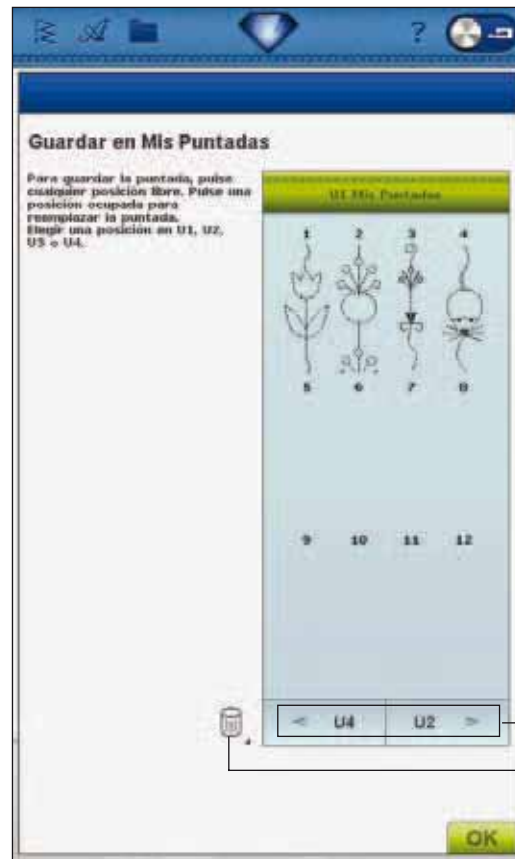 ?
Guardar en Mis Puntadas
Para guardar la puntada, pulse
cualquier posición libre. Pulse una
posición ocupada para
reemplazar la puntada.
Elegir una posición en U1, U2,
U3 o U4.
U1 Mis Puntadas
1 2 3 4
5 6 7 8
9 10 11 12
< U4 U2 >
OK